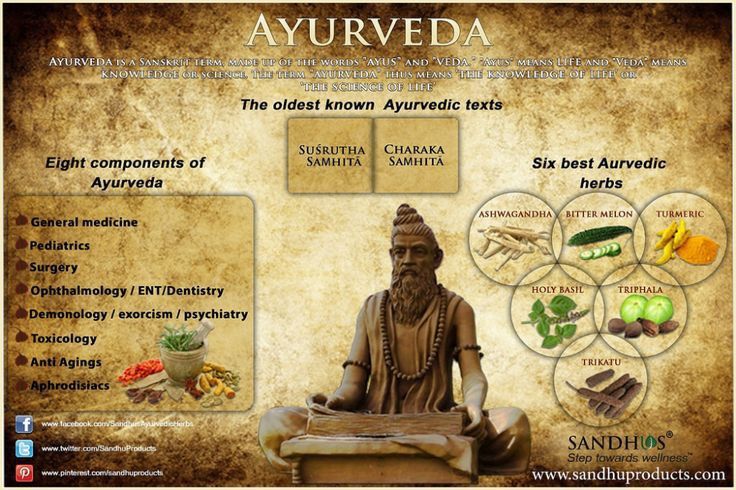 AYURVEDA
AYURVEDA IS A SANSKRIT TERM, MADE UP OF THE WORDS "AYUS" AND "VEDA." "AYUS" MEANS LIFE AND "VEDA" MEANS
KNOWLEDGE OR SCIENCE. THE TERM "AYURVEDA" THUS MEANS 'THE KNOWLEDGE OF LIFE' OR
'THE SCIENCE OF LIFE'
The oldest known Ayurvedic texts
SUŚRUTHA
SAṀHITĀ
CHARAKA
SAṀHITĀ
Eight components of
Ayurveda
General medicine
Pediatrics
Surgery
Ophthalmology / ENT/Dentistry
Demonology / exorcism / psychiatry
Toxicology
Anti Agings
Aphrodisiacs
Six best Aurvedic
herbs
ASHWAGANDHA
BITTER MELON
TURMERIC
HOLY BASIL
TRIPHALA
TRIKATU
www.facebook.com/SandhusAyurvedicHerbs
www.twitter.com/SandhuProducts
www.pinterest.com/sandhuproducts
SANDHUS®
Step towards wellness™
www.sandhuproducts.com